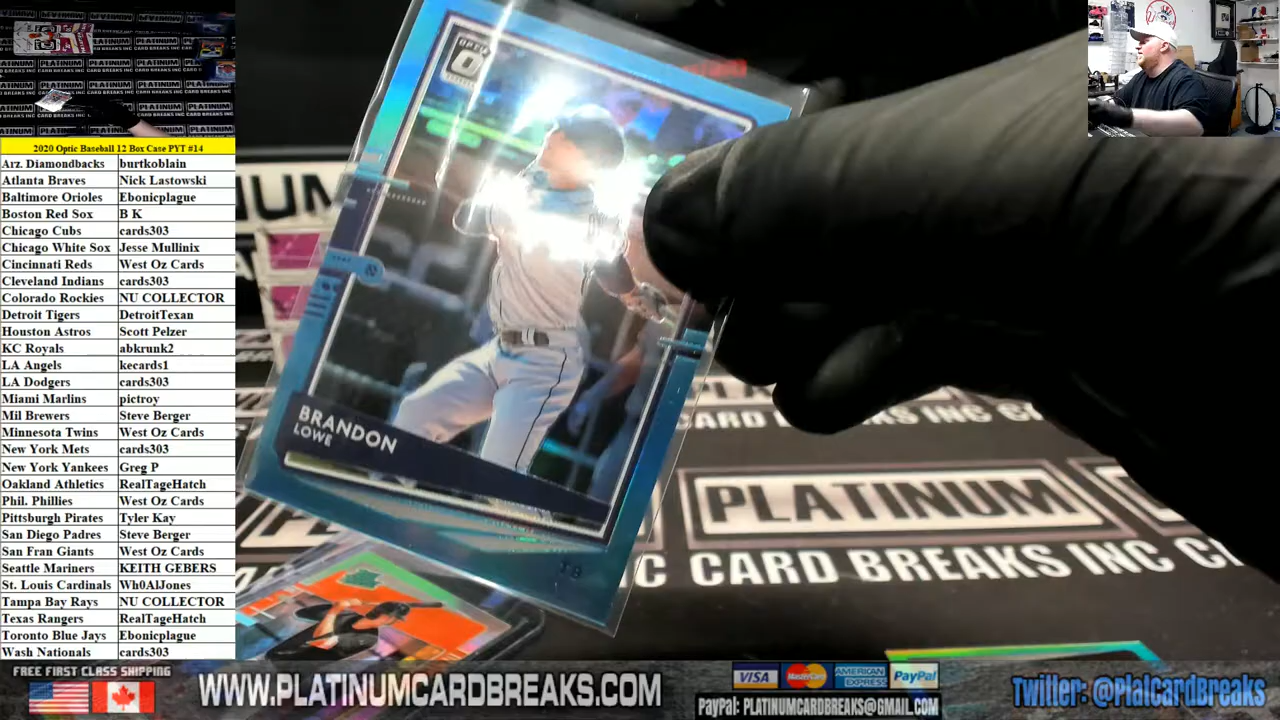 2020 Optic Baseball 12 Box Case PYT #14
Arz. Diamondbacks burtkoblain
Atlanta Braves Nick Lastowski
Baltimore Orioles Ebonicplague
Boston Red Sox B K
Chicago Cubs cards303
Chicago White Sox Jesse Mullinix
Cincinnati Reds West Oz Cards
Cleveland Indians cards303
Colorado Rockies NU COLLECTOR
Detroit Tigers DetroitTexan
Houston Astros Scott Pelzer
KC Royals abkrunk2
LA Angels kecards1
LA Dodgers cards303
Miami Marlins pictroy
Mil Brewers Steve Berger
Minnesota Twins West Oz Cards
New York Mets cards303
New York Yankees Greg P
Oakland Athletics RealTageHatch
Phil. Phillies West Oz Cards
Pittsburgh Pirates Tyler Kay
San Diego Padres Steve Berger
San Fran Giants West Oz Cards
Seattle Mariners KEITH GEBERS
St. Louis Cardinals Wh0AlJones
Tampa Bay Rays NU COLLECTOR
Texas Rangers RealTageHatch
Toronto Blue Jays Ebonicplague
Wash Nationals cards303
BRANDON
LOWE
PLATINUM
CARD BREAKS INC
FREE FIRST CLASS SHIPPING
WWW.PLATINUMCARDBREAKS.COM
VISA MasterCard AMERICAN EXPRESS PayPal
PayPal: PLATINUMCARDBREAKS@GMAIL.COM
Twitter: @PlatCardBreaks